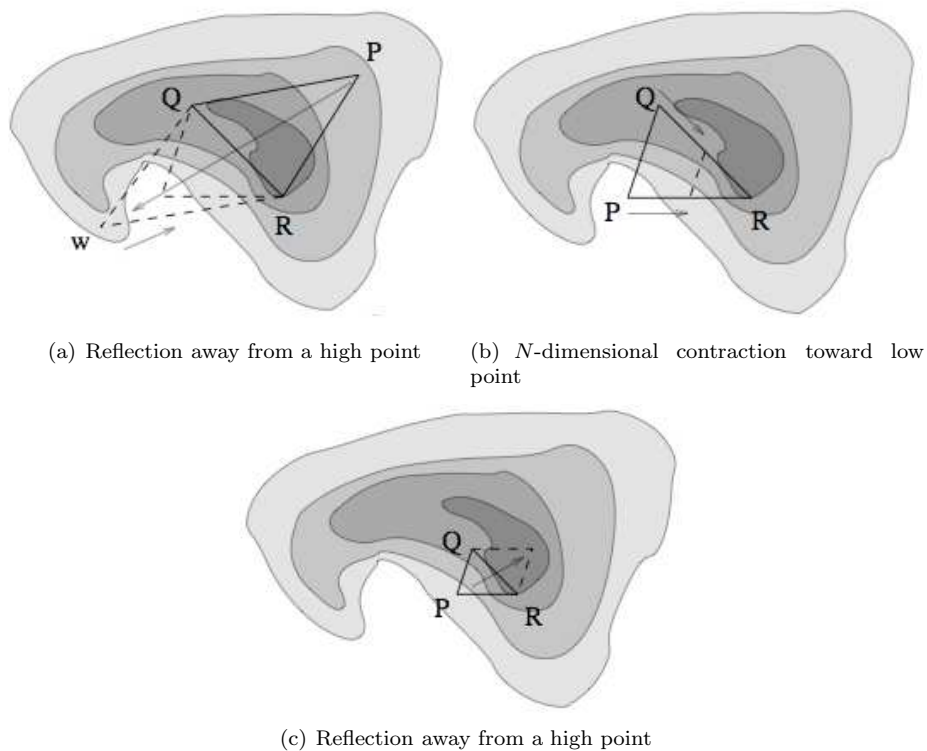 P
Q
R
w
(a) Reflection away from a high point
Q
P
R
(b) N-dimensional contraction toward low
point
Q
P
R
(c) Reflection away from a high point